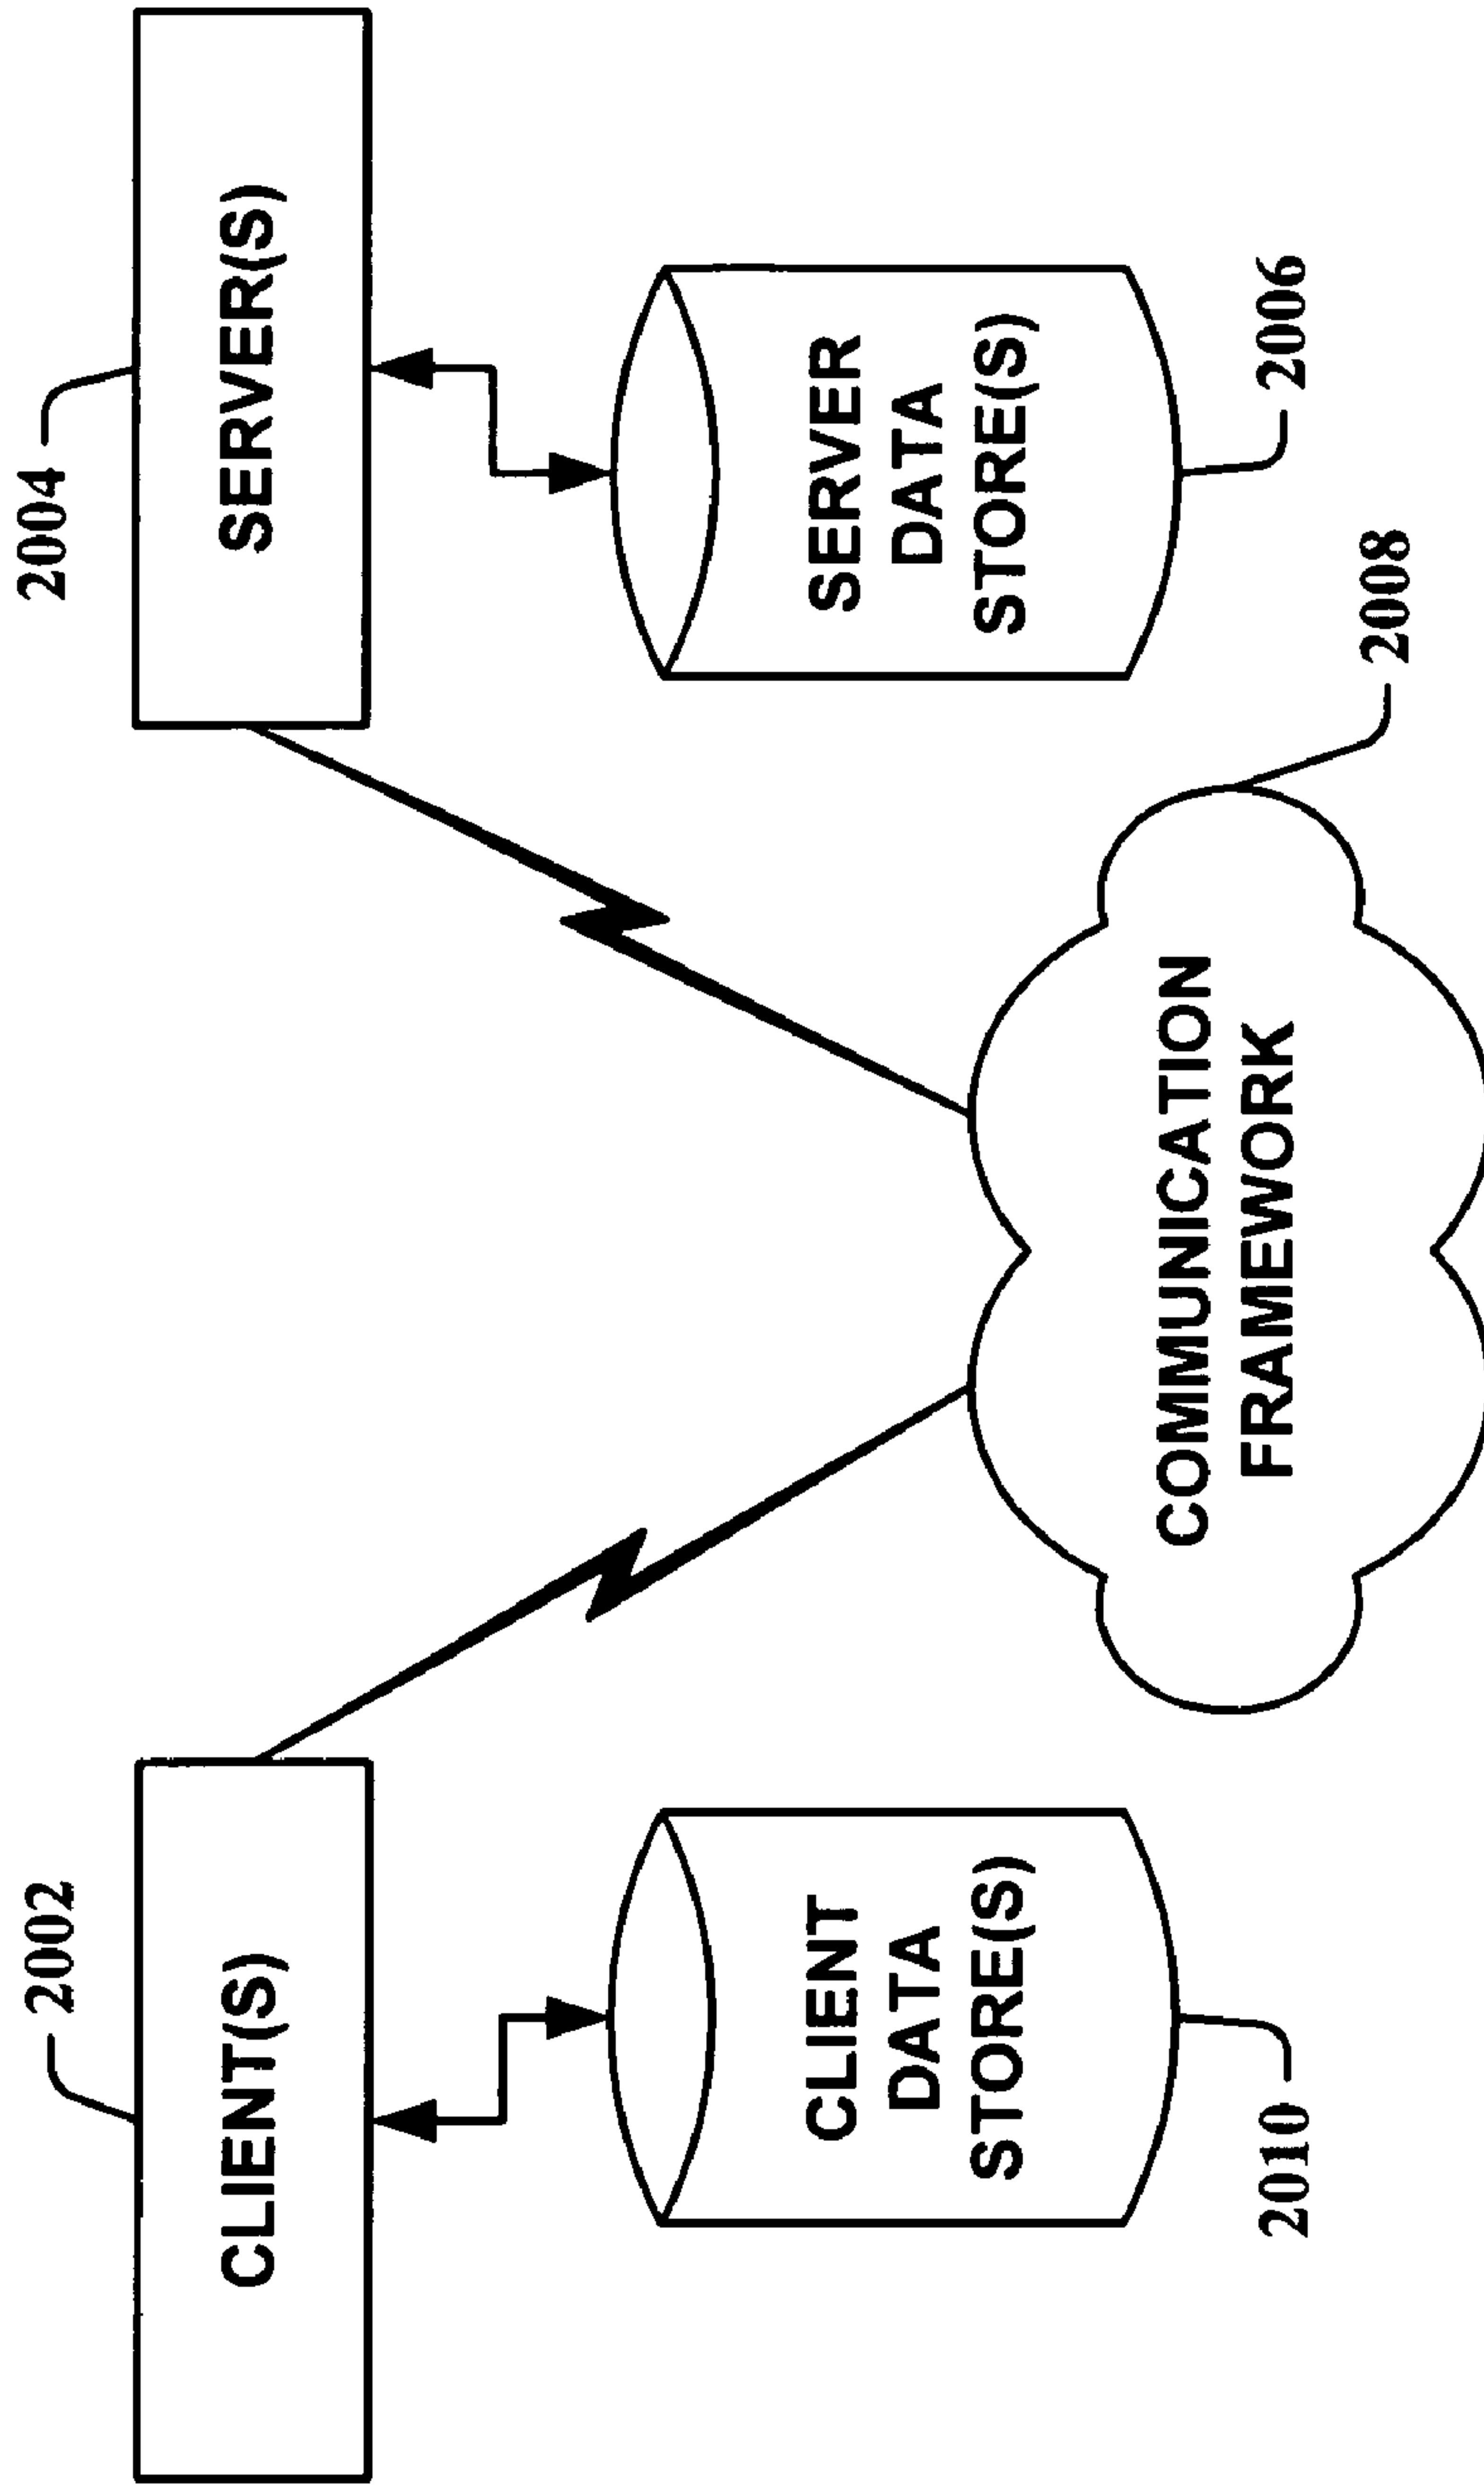 2002
CLIENT(S)
2004
SERVER(S)
CLIENT
DATA
STORE(S)
2010
COMMUNICATION
FRAMEWORK
2008
SERVER
DATA
STORE(S)
2006